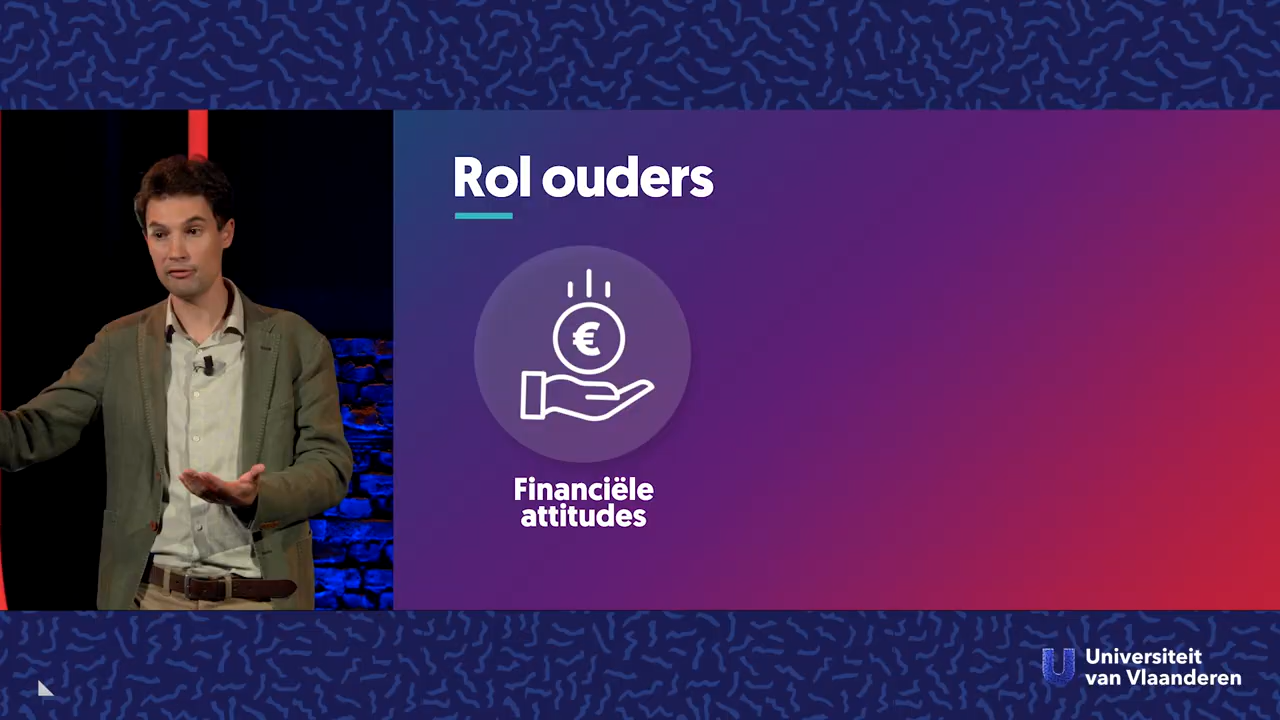 Rol ouders
€
Financiële
attitudes
Universiteit
van Vlaanderen